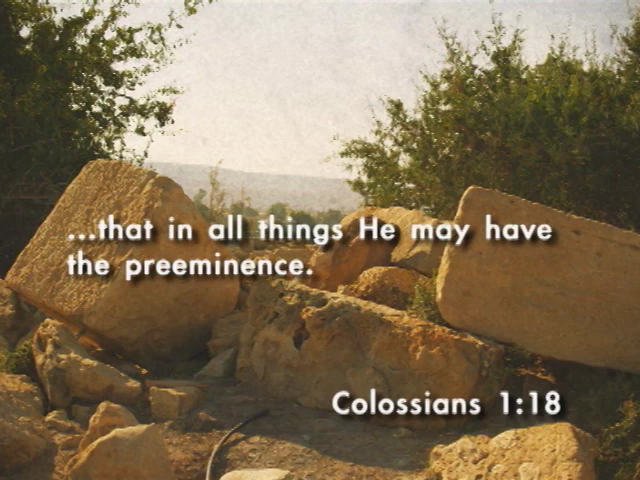 ...that in all things He may have
the preeminence.
Colossians 1:18